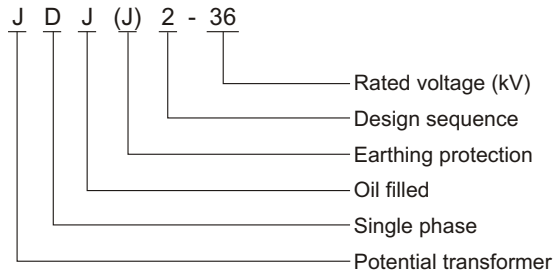 J D J (J) 2 - 36
Rated voltage (kV)
Design sequence
Earthing protection
Oil filled
Single phase
Potential transformer